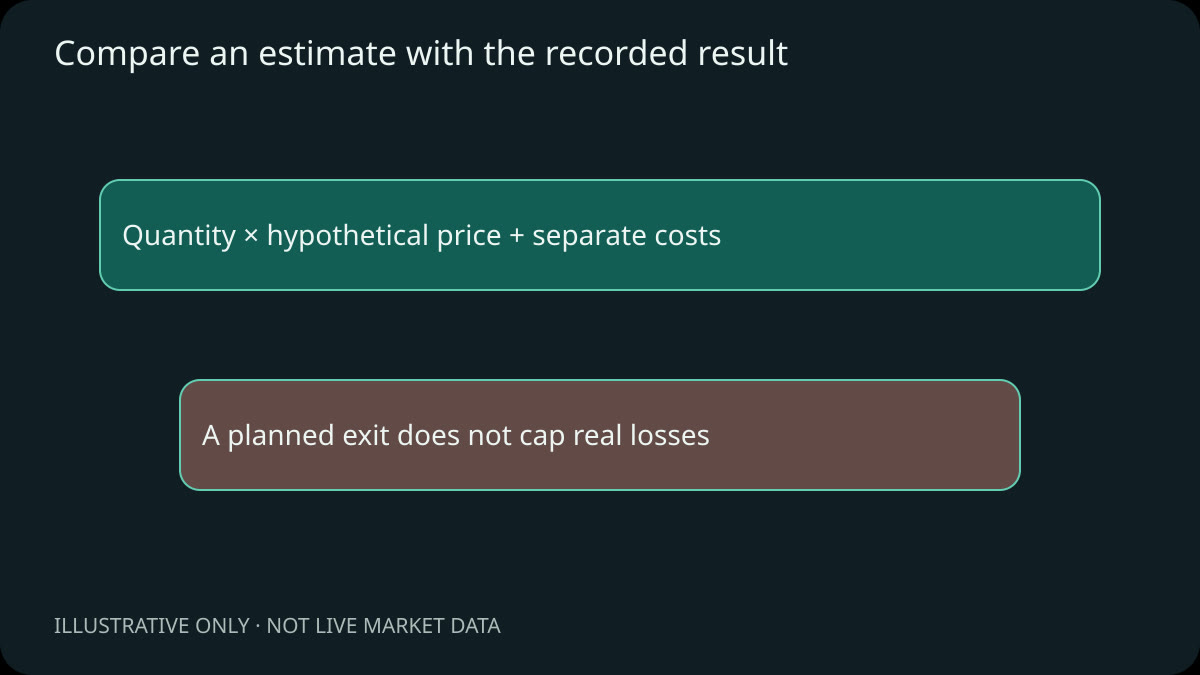 Compare an estimate with the recorded result
Quantity × hypothetical price + separate costs
A planned exit does not cap real losses
ILLUSTRATIVE ONLY · NOT LIVE MARKET DATA